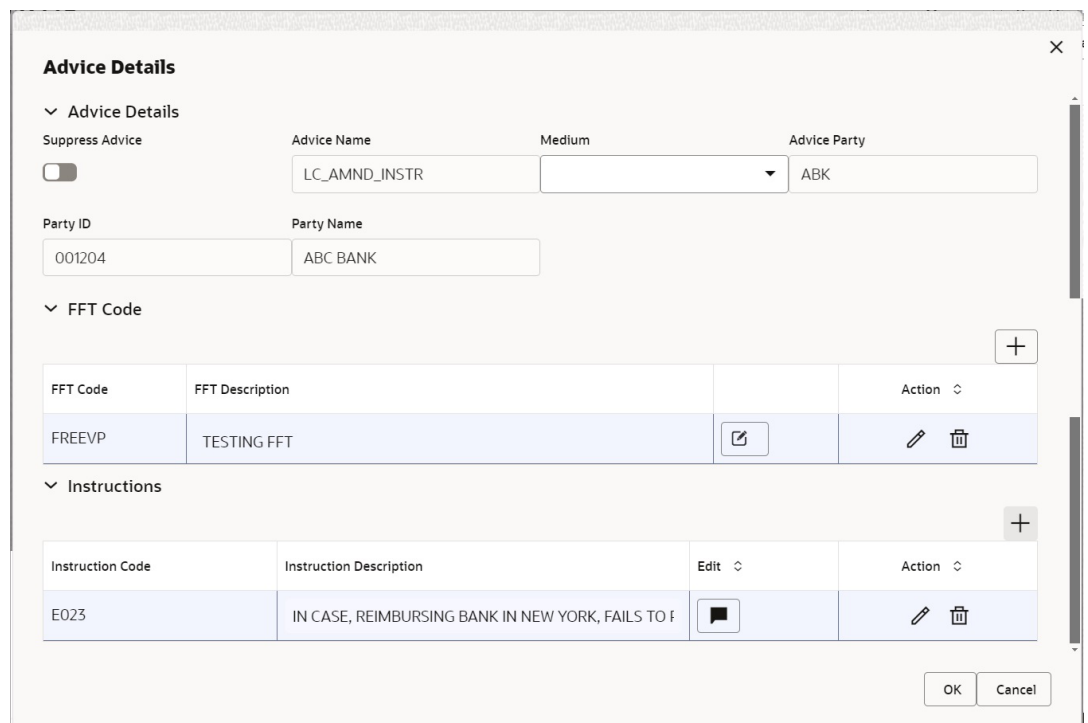 Advice Details
Advice Details
Suppress Advice Advice Name Medium Advice Party
LC_AMND_INSTR ABK
Party ID Party Name
001204 ABC BANK
FFT Code
FFT Code FFT Description Action
FREEVP TESTING FFT
Instructions
Instruction Code Instruction Description Edit Action
E023 IN CASE, REIMBURSING BANK IN NEW YORK, FAILS TO
OK Cancel